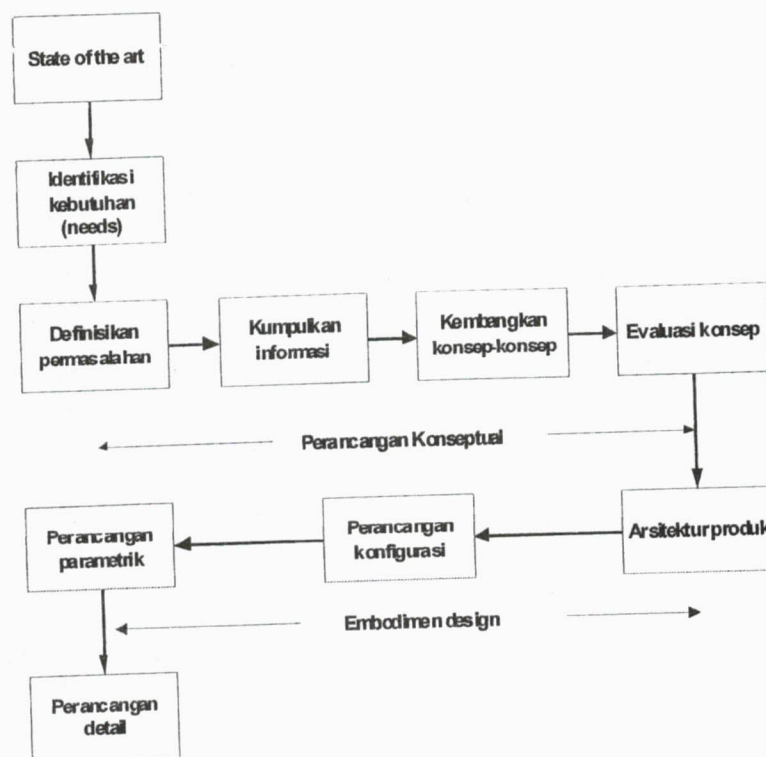 State of the art
Identifikasi
kebutuhan
(needs)
Definisikan
permasalahan
Kumpulkan
informasi
Kembangkan
konsep-konsep
Evaluasi konsep
Perancangan Konseptual
Perancangan
parametrik
Perancangan
konfigurasi
Arsitektur produk
Embodimen design
Perancangan
detail